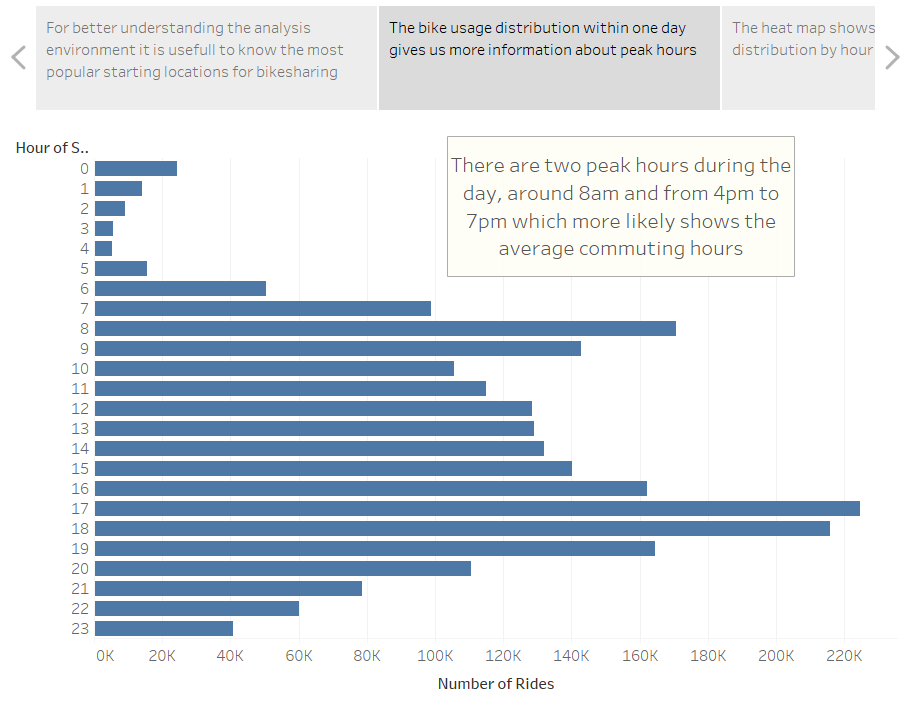 For better understanding the analysis
environment it is usefull to know the most
popular starting locations for bikesharing
The bike usage distribution within one day
gives us more information about peak hours
The heat map shows
distribution by hour
Hour of S..
There are two peak hours during the
day, around 8am and from 4pm to
7pm which more likely shows the
average commuting hours
0
1
2
3
4
5
6
7
8
9
10
11
12
13
14
15
16
17
18
19
20
21
22
23
0K 20K 40K 60K 80K 100K 120K 140K 160K 180K 200K 220K
Number of Rides